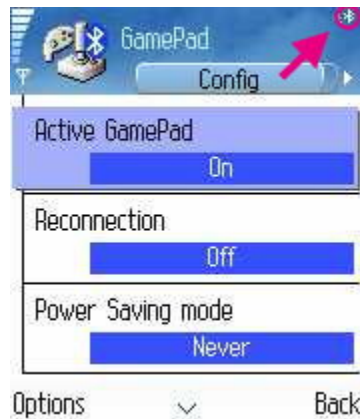 GamePad
Config
Active GamePad
On
Reconnection
Off
Power Saving mode
Never
Options
Back